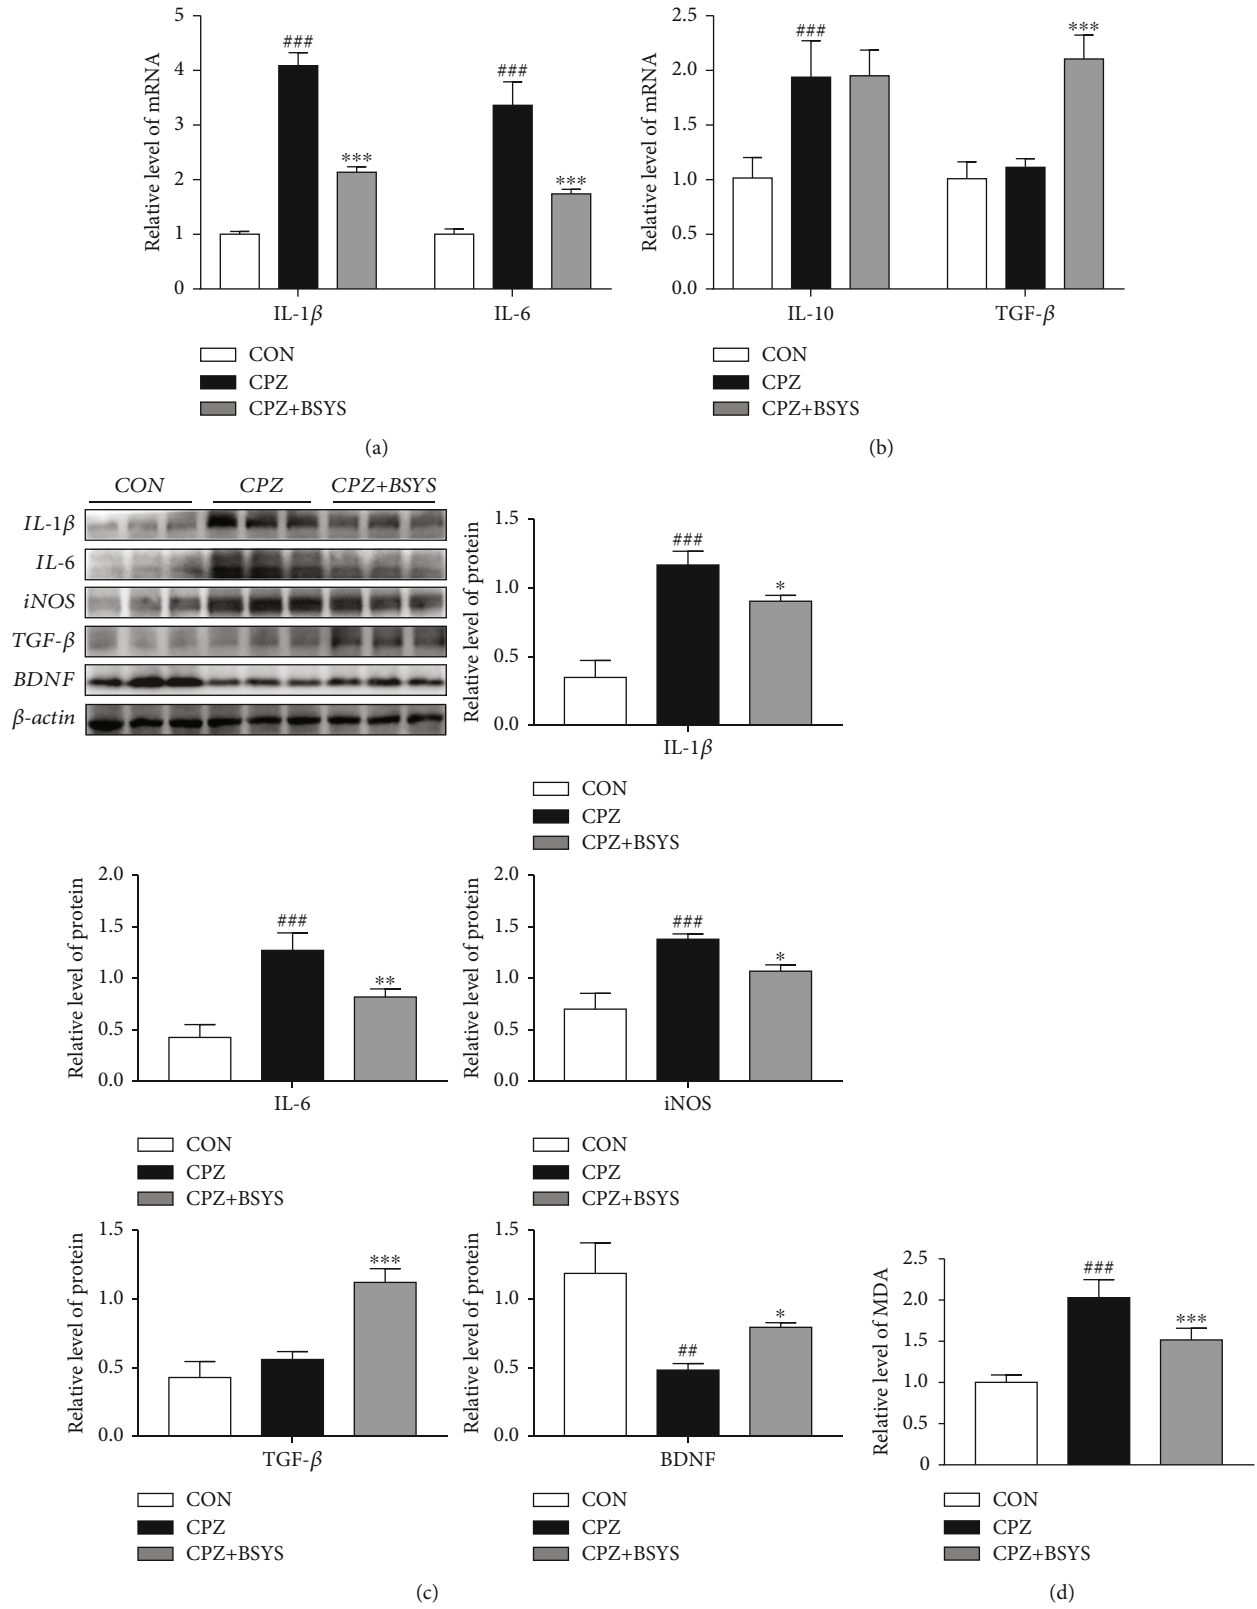 5
4
3
2
1
0
Relative level of mRNA
###
***
###
***
IL-1β
IL-6
CON
CPZ
CPZ+BSYS
(a)
2.5
2.0
1.5
1.0
0.5
0.0
Relative level of mRNA
###
***
IL-10
TGF-β
CON
CPZ
CPZ+BSYS
(b)
CON CPZ CPZ+BSYS
IL-1β
IL-6
iNOS
TGF-β
BDNF
β-actin
1.5
1.0
0.5
0.0
Relative level of protein
###
*
IL-1β
CON
CPZ
CPZ+BSYS
2.0
1.5
1.0
0.5
0.0
Relative level of protein
###
**
IL-6
CON
CPZ
CPZ+BSYS
2.0
1.5
1.0
0.5
0.0
Relative level of protein
###
*
iNOS
CON
CPZ
CPZ+BSYS
1.5
1.0
0.5
0.0
Relative level of protein
***
TGF-β
CON
CPZ
CPZ+BSYS
1.5
1.0
0.5
0.0
Relative level of protein
##
*
BDNF
CON
CPZ
CPZ+BSYS
(c)
2.5
2.0
1.5
1.0
0.5
0
Relative level of MDA
###
***
CON
CPZ
CPZ+BSYS
(d)